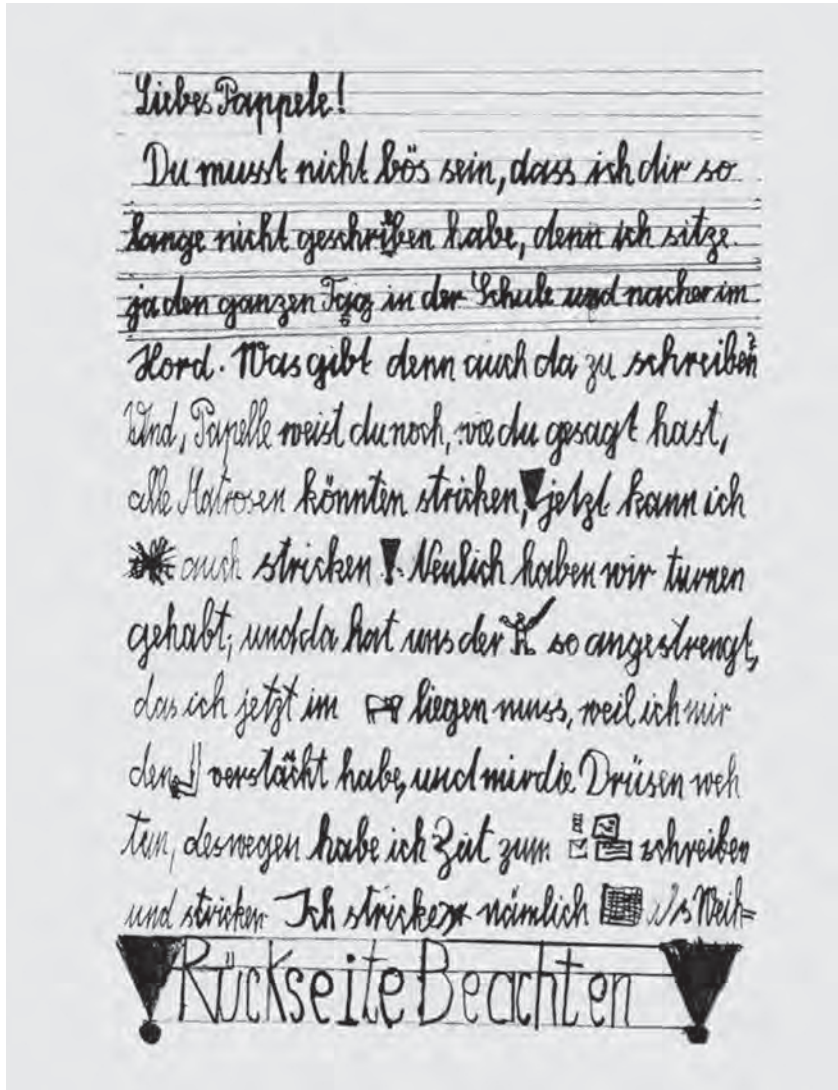 Liebes Pappele!
Du musst nicht bös sein, dass ich dir so
lange nicht geschriben habe, denn ich sitze
ja den ganzen Tag in der Schule und nacher im
Hord. Was gibt denn auch da zu schreiben?
Und, Papelle weist du noch, wie du gesagt hast,
alle Matrosen könnten stricken, jetzt kann ich
auch stricken! Neulich haben wir turnen
gehabt, und da hat uns der so angestrengt,
das ich jetzt im liegen muss, weil ich mir
den verstäkt habe, und mir die Drüsen weh
tun, deswegen habe ich Zeit zum schreiben
und stricken Ich stricke nämlich als Weih=
Rückseite Beachten